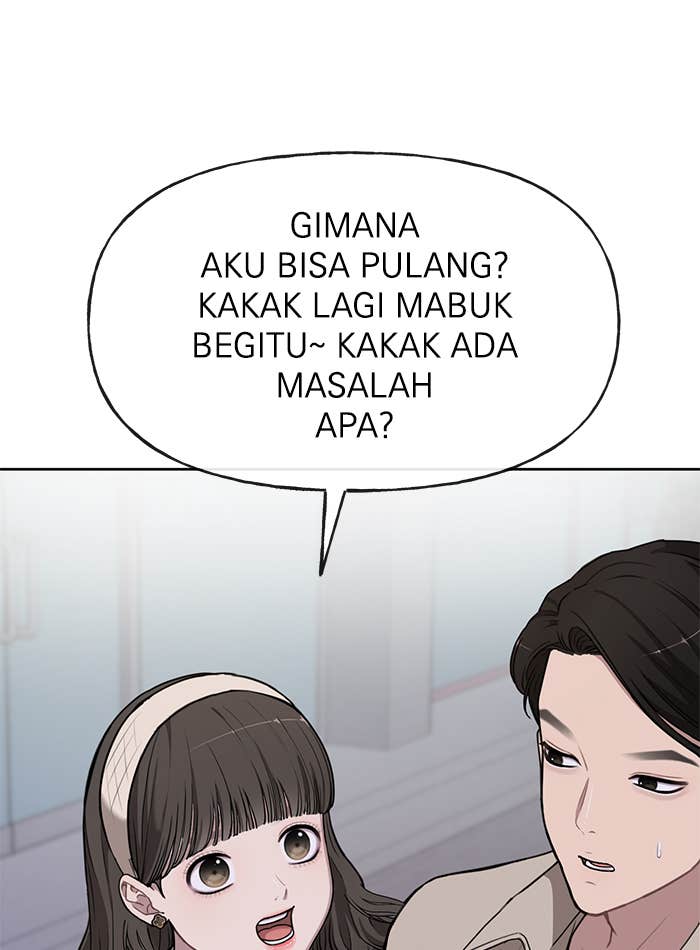 GIMANA
AKU BISA PULANG?
KAKAK LAGI MABUK
BEGITU~ KAKAK ADA
MASALAH
APA?